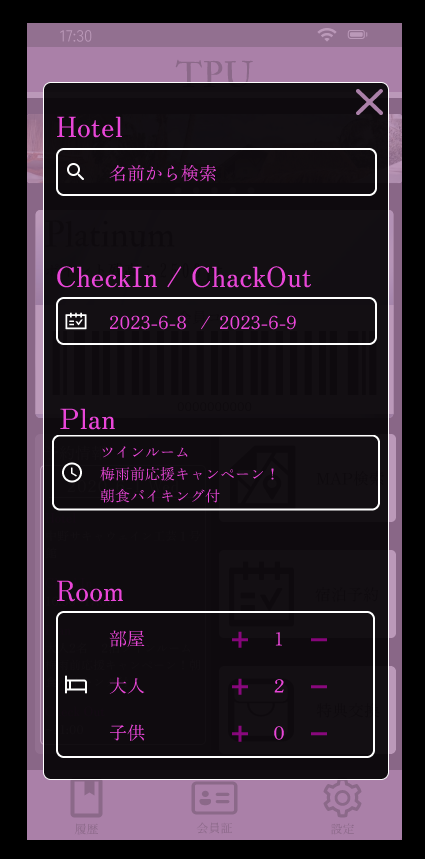 17:30
TPU
Hotel
名前から検索
Platinum
CheckIn / ChackOut
2023-6-8 / 2023-6-9
Plan
ツインルーム
梅雨前応援キャンペーン！
朝食バイキング付
Room
部屋 + 1 −
大人 + 2 −
子供 + 0 −
履歴 会員証 設定